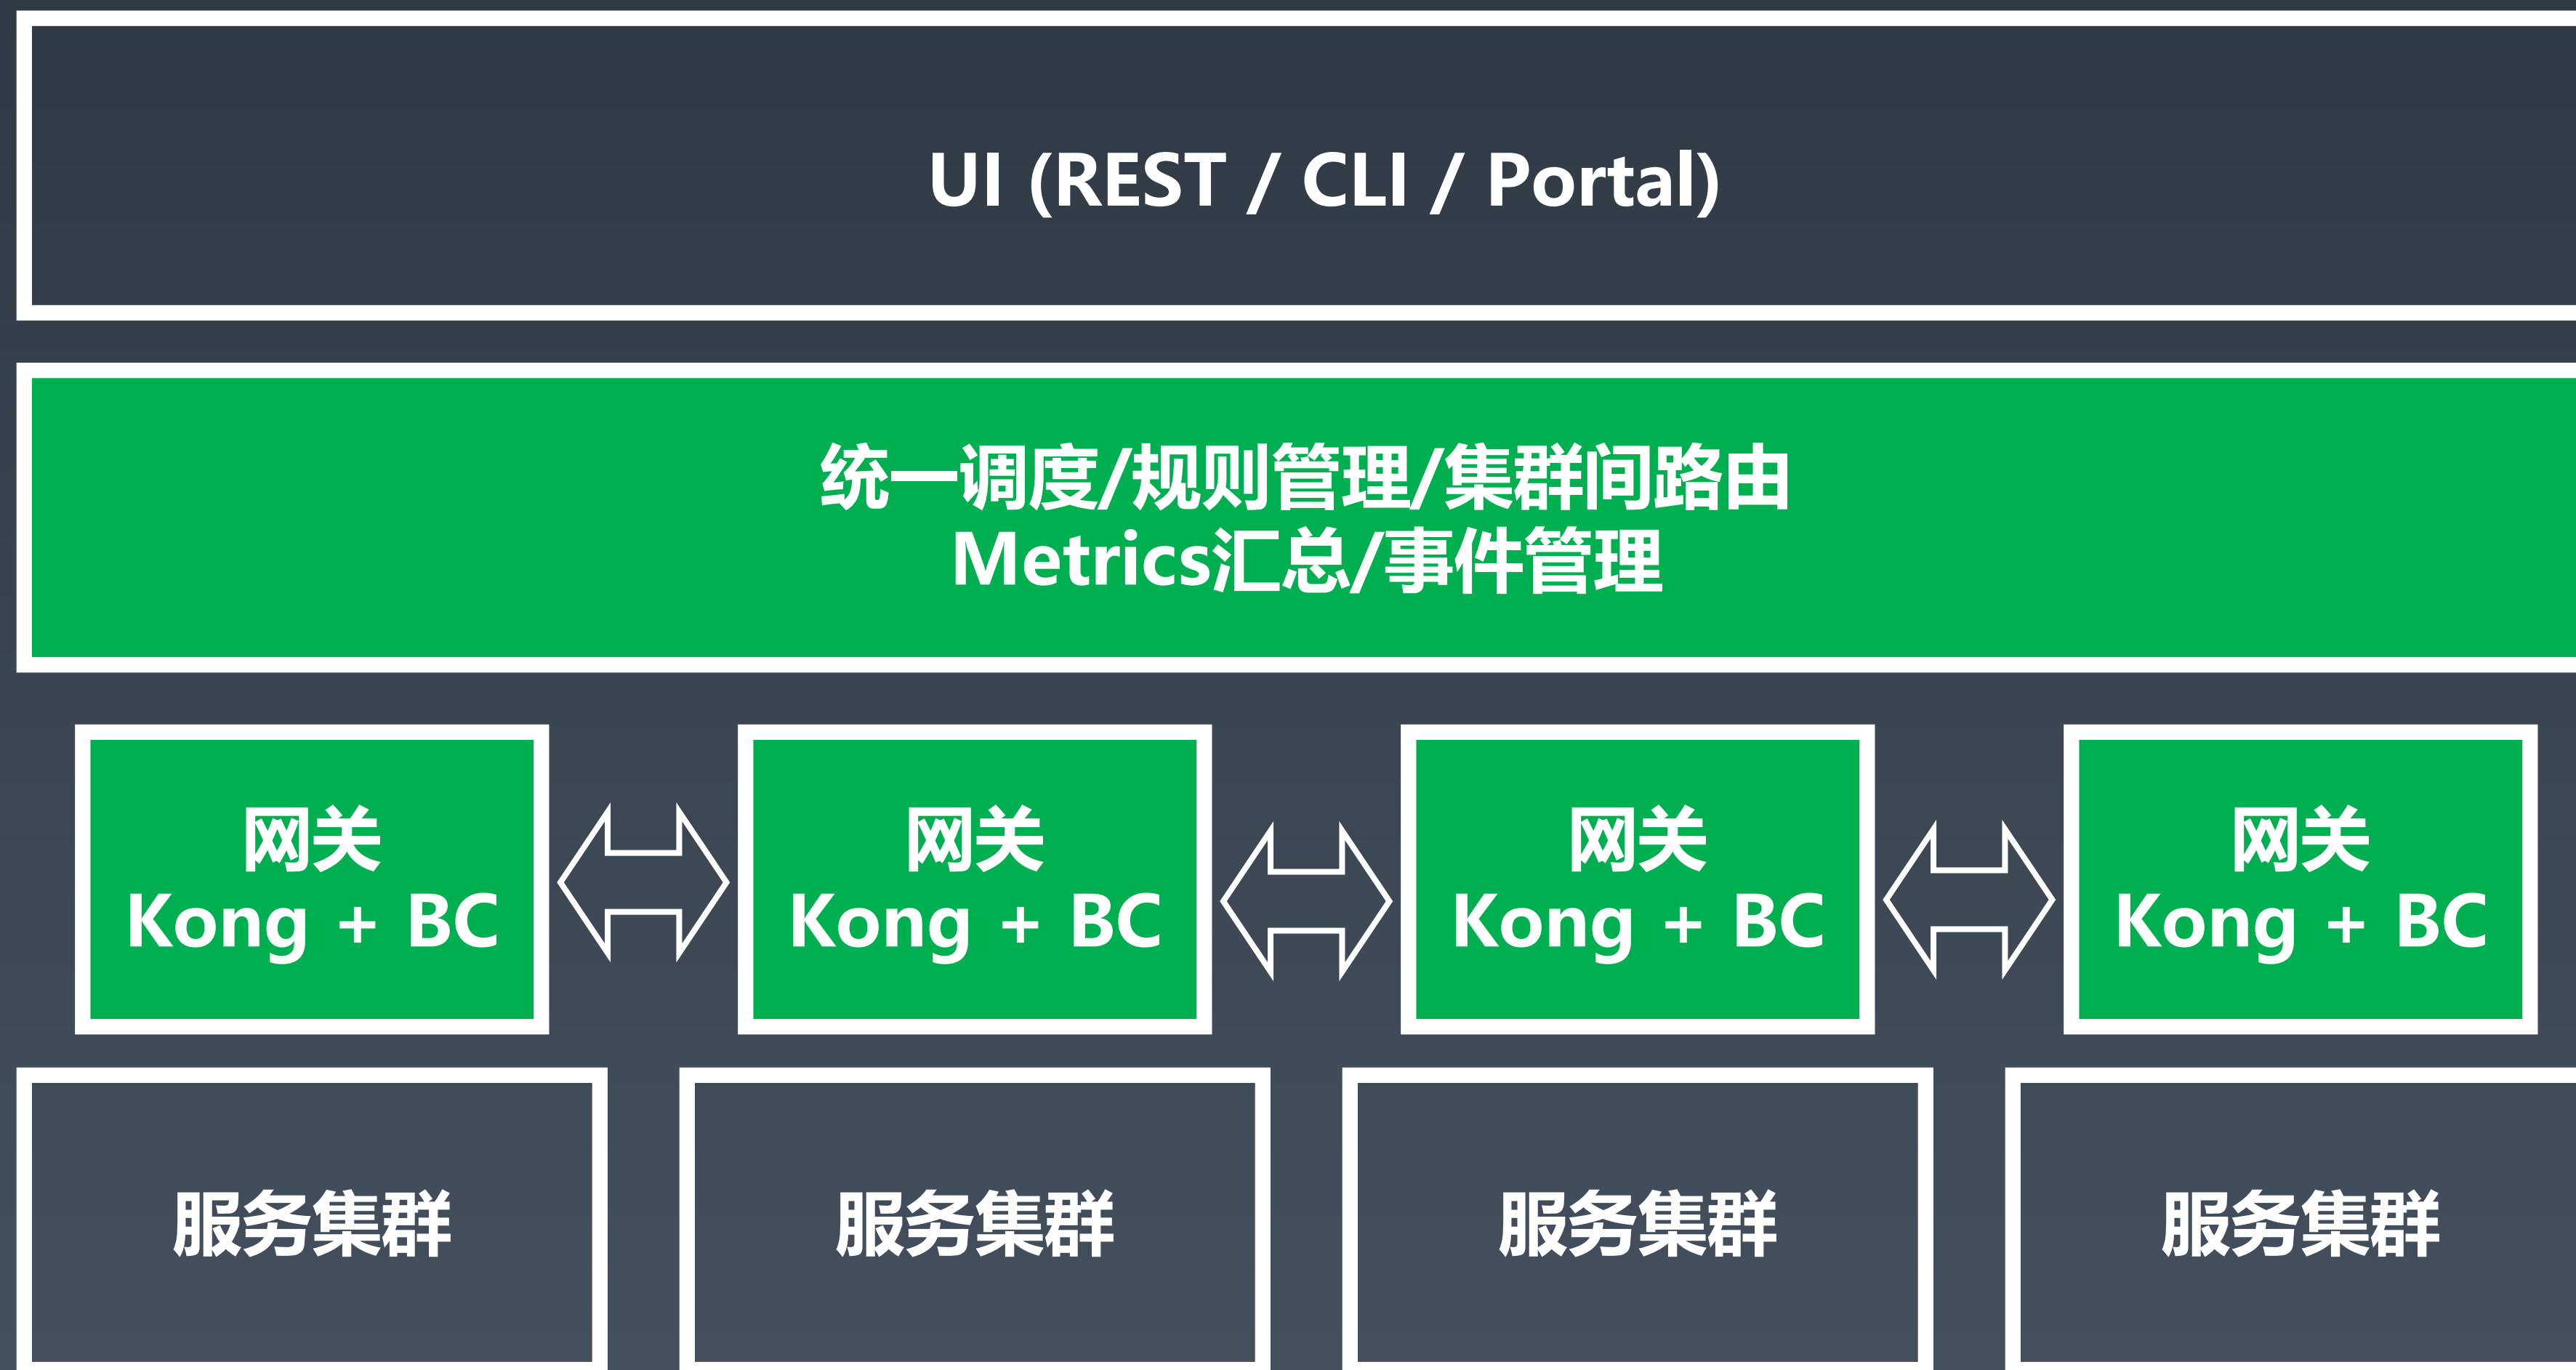 UI (REST / CLI / Portal)
统一调度/规则管理/集群间路由
Metrics汇总/事件管理
网关
Kong + BC
网关
Kong + BC
网关
Kong + BC
网关
Kong + BC
服务集群
服务集群
服务集群
服务集群